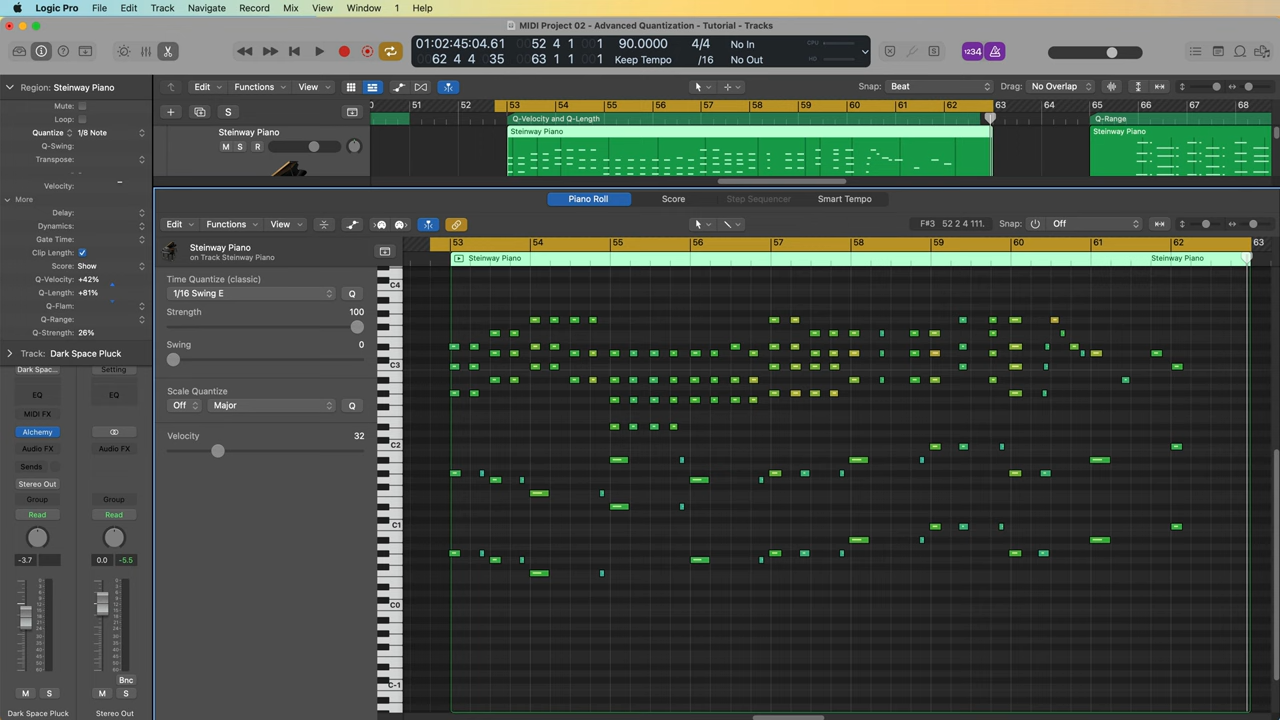 Logic Pro File Edit Track Navigate Record Mix View Window 1 Help
MIDI Project 02 - Advanced Quantization - Tutorial - Tracks
01:02:45:04.61 52 4 1 001 90.0000 4/4 No In CPU
62 4 4 035 63 1 1 001 Keep Tempo /16 No Out HD
1234
Region: Steinway Piano
Mute:
Loop:
Quantize 1/8 Note
Q-Swing:
Transpose:
Velocity:
More
Delay:
Dynamics:
Gate Time:
Clip Length:
Score: Show
Q-Velocity: +42%
Q-Length: +81%
Q-Flam:
Q-Range:
Q-Strength: 26%
Track: Dark Space Pluck
Dark Spac... Setting
EQ EQ
MIDI FX
Alchemy
Audio FX Audio FX
Sends
Stereo Out
Group Group
Read Read
-3.7 0.0 -5.5
Bnc
M S M
Dark Space Pluck Stereo Out
Edit Functions View Snap: Beat Drag: No Overlap
S
51 52 53 54 55 56 57 58 59 60 61 62 63 64 65 66 67 68
Steinway Piano
M S R
Q-Velocity and Q-Length
Steinway Piano
Q-Range
Steinway Piano
Piano Roll Score Step Sequencer Smart Tempo
Edit Functions View F#3 52 2 4 111. Snap: Off
Steinway Piano
on Track Steinway Piano
Time Quantize (classic)
1/16 Swing E Q
Strength 100
Swing 0
Scale Quantize
Off Major Q
Velocity 32
53 54 55 56 57 58 59 60 61 62 63
Steinway Piano Steinway Piano
C4
C3
C2
C1
C0
C-1